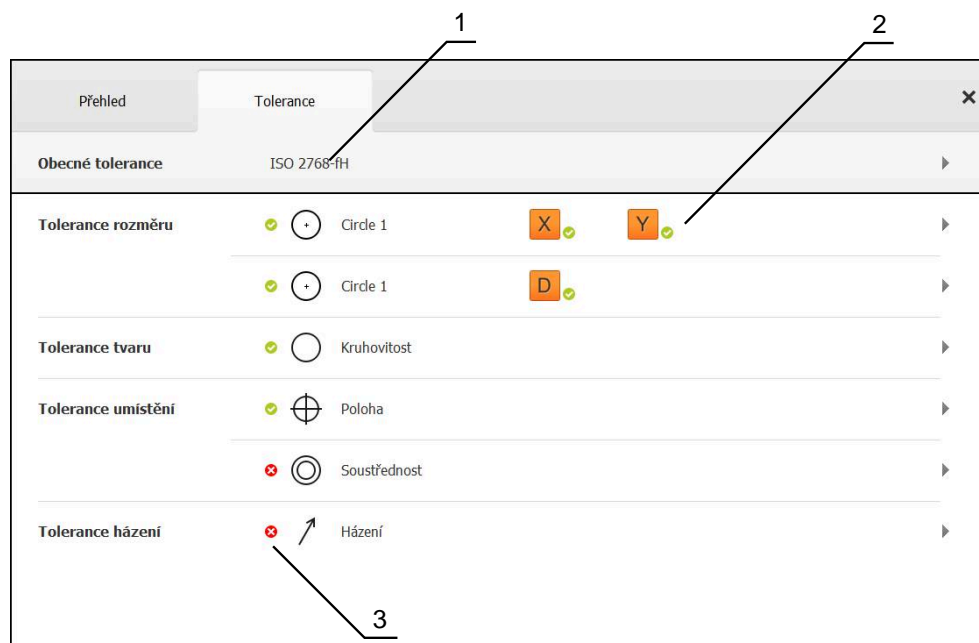 1
2
Přehled Tolerance
Obecné tolerance ISO 2768-fH
Tolerance rozměru Circle 1 X Y
Circle 1 D
Tolerance tvaru Kruhovitost
Tolerance umístění Poloha
Soustřednost
Tolerance házení Házení
3